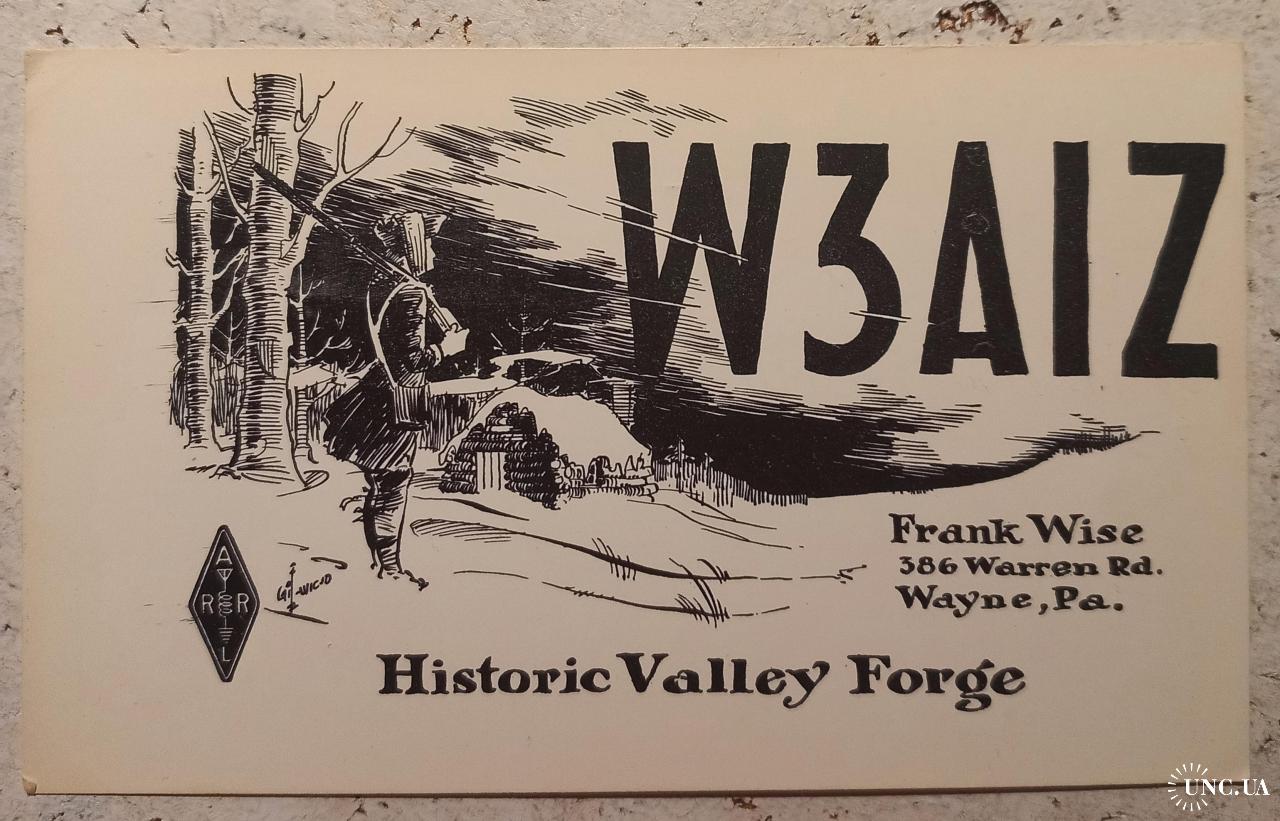 W3AIZ
Frank Wise
386 Warren Rd.
Wayne, Pa.
A
R R
L
Historic Valley Forge
UNC.UA